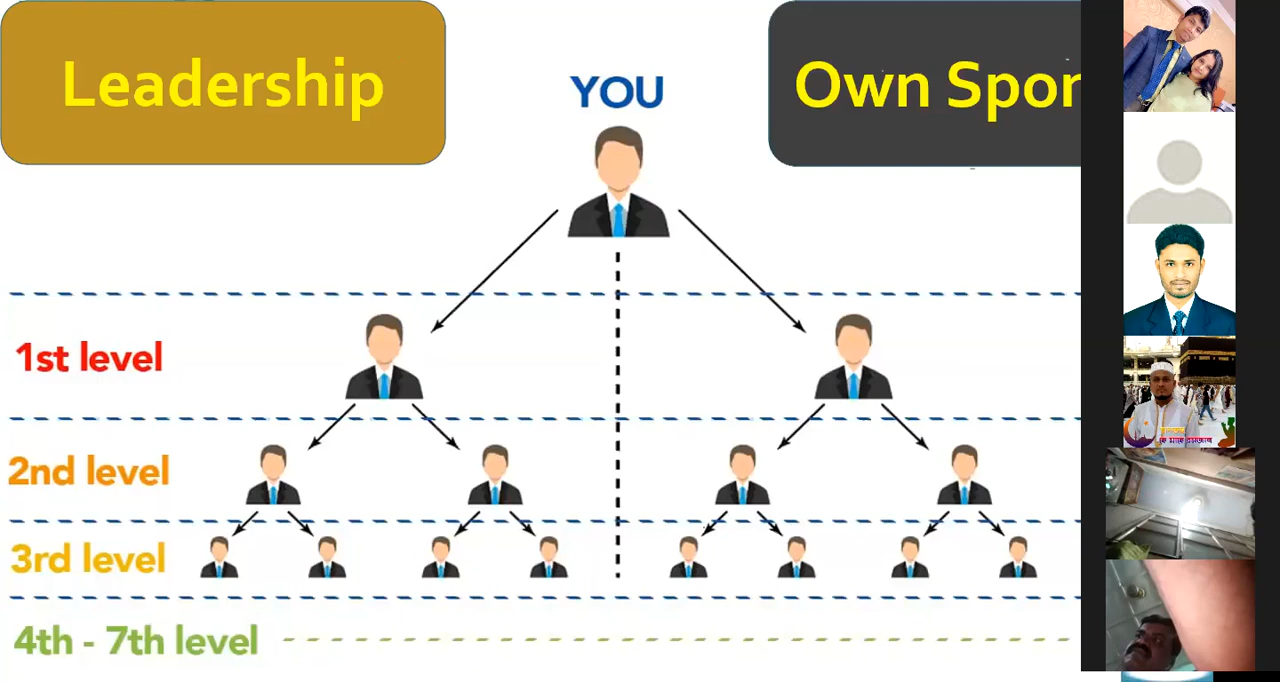 Leadership
YOU
Own Spor
1st level
2nd level
3rd level
4th - 7th level